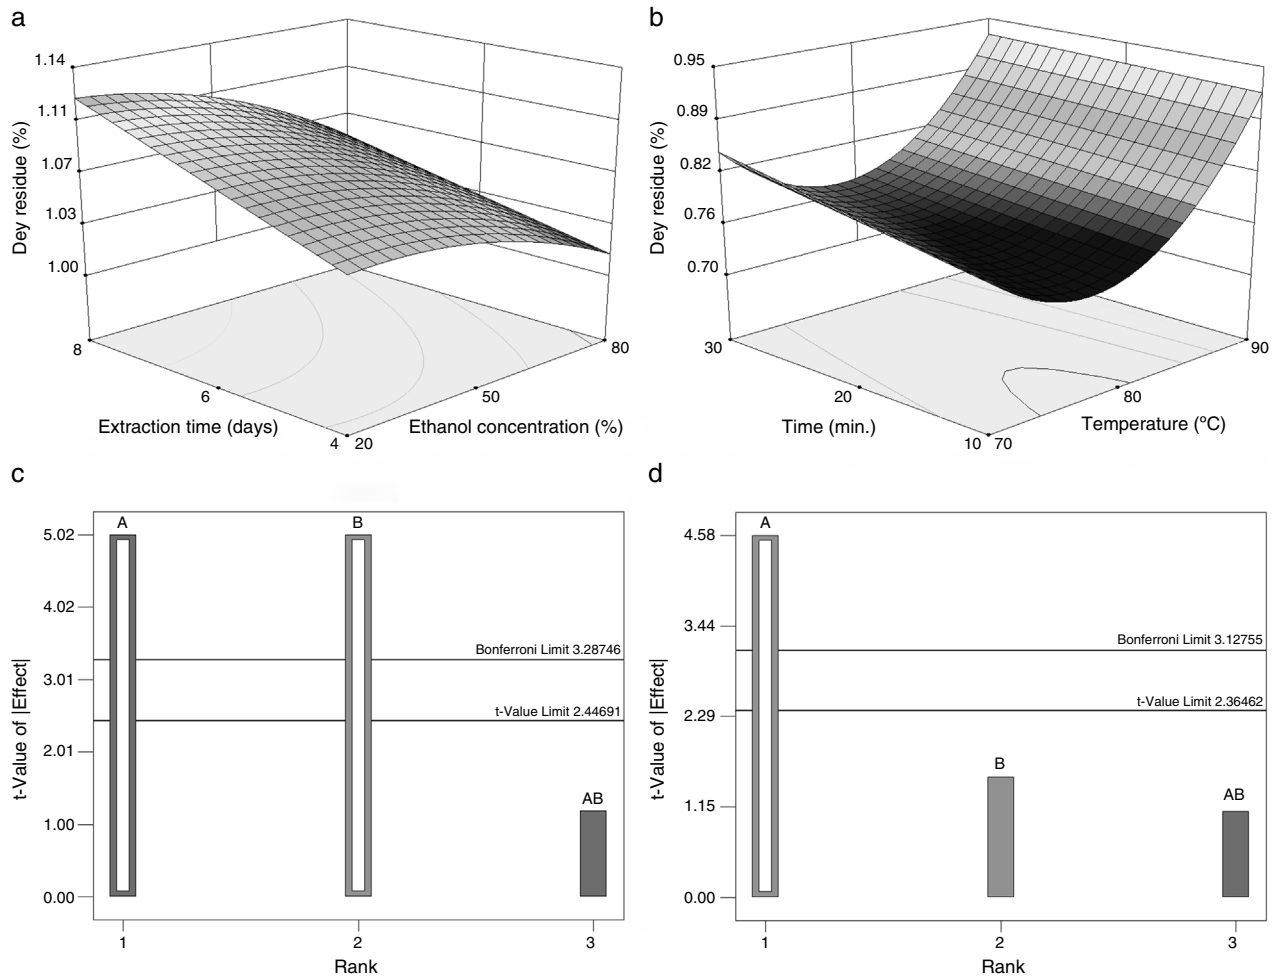 a
1.14
1.11
1.07
1.03
1.00
Dey residue (%)
8
6
4
20
50
80
Extraction time (days)
Ethanol concentration (%)
b
0.95
0.89
0.82
0.76
0.70
Dey residue (%)
30
20
10
70
80
90
Time (min.)
Temperature (ºC)
c
5.02
4.02
3.01
2.01
1.00
0.00
t-Value of |Effect|
A
B
AB
Bonferroni Limit 3.28746
t-Value Limit 2.44691
1
2
3
Rank
d
4.58
3.44
2.29
1.15
0.00
t-Value of |Effect|
A
B
AB
Bonferroni Limit 3.12755
t-Value Limit 2.36462
1
2
3
Rank